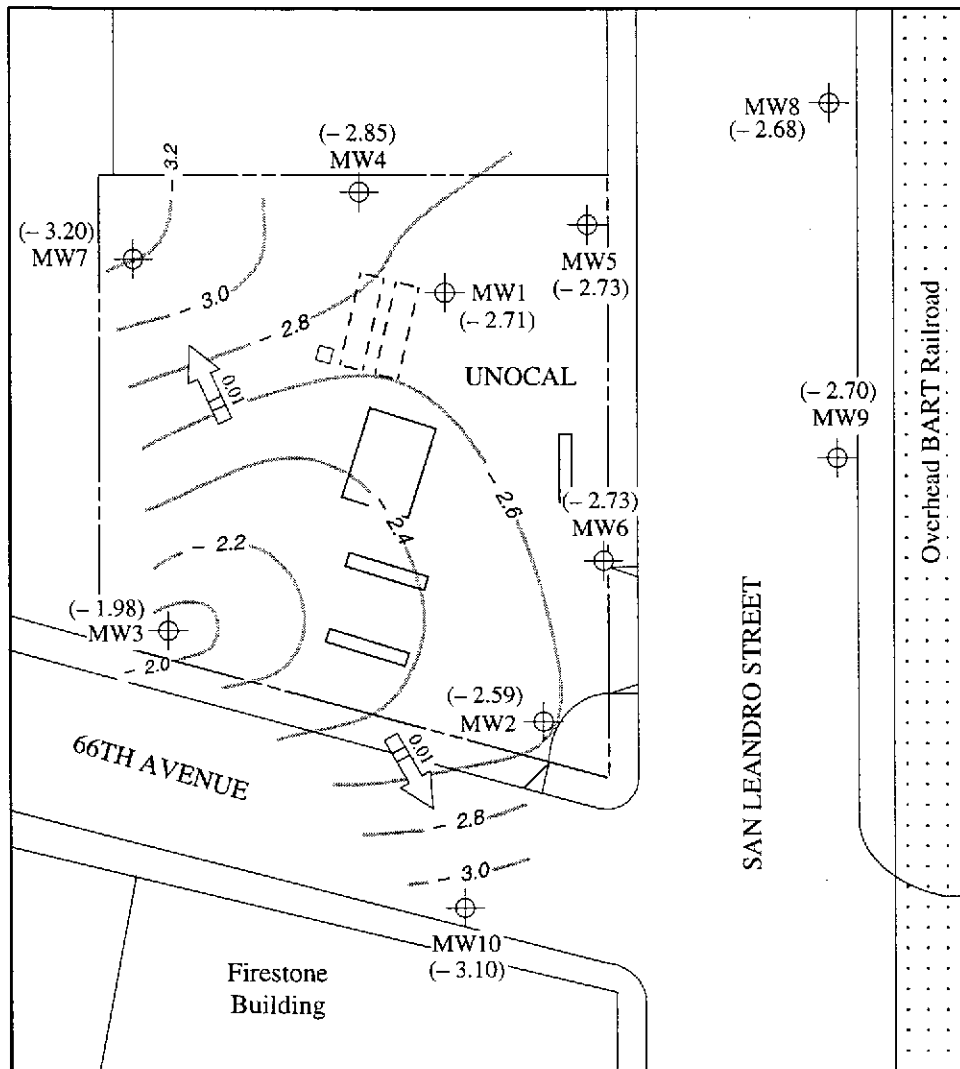 MW8
(– 2.68)
(– 2.85)
MW4
– 3.2
(– 3.20)
MW7
MW5
(– 2.73)
– 3.0
MW1
(– 2.71)
– 2.8
UNOCAL
0.01
(– 2.70)
MW9
Overhead BART Railroad
– 2.6
(– 2.73)
MW6
– 2.4
– 2.2
(– 1.98)
MW3
– 2.0
(– 2.59)
MW2
66TH AVENUE
0.01
SAN LEANDRO STREET
– 2.8
– 3.0
MW10
(– 3.10)
Firestone
Building